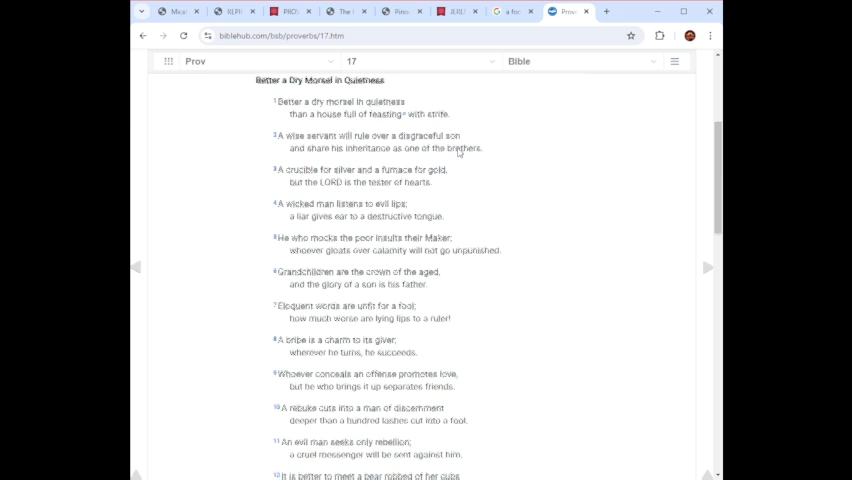 Mical
KLPH
PROV
The I
Pino
JERE
a foo
Prove
biblehub.com/bsb/proverbs/17.htm
Prov 17 Bible
Better a Dry Morsel in Quietness
1 Better a dry morsel in quietness
than a house full of feasting a with strife.
2 A wise servant will rule over a disgraceful son
and share his inheritance as one of the brothers.
3 A crucible for silver and a furnace for gold,
but the LORD is the tester of hearts.
4 A wicked man listens to evil lips;
a liar gives ear to a destructive tongue.
5 He who mocks the poor insults their Maker;
whoever gloats over calamity will not go unpunished.
6 Grandchildren are the crown of the aged,
and the glory of a son is his father.
7 Eloquent words are unfit for a fool;
how much worse are lying lips to a ruler!
8 A bribe is a charm to its giver;
wherever he turns, he succeeds.
9 Whoever conceals an offense promotes love,
but he who brings it up separates friends.
10 A rebuke cuts into a man of discernment
deeper than a hundred lashes cut into a fool.
11 An evil man seeks only rebellion;
a cruel messenger will be sent against him.
12 It is better to meet a bear robbed of her cubs